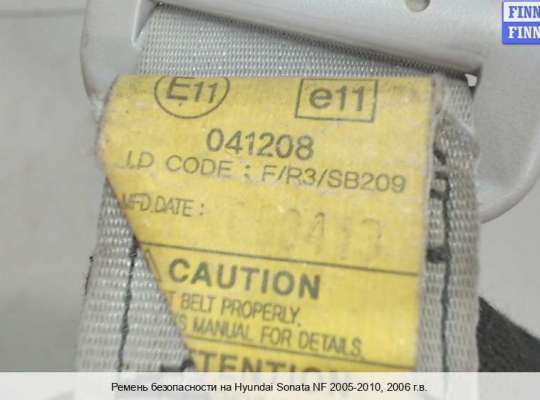 FINN
FINN
E11 e11
041208
I.D CODE : F/R3/SB209
MFD.DATE :
CAUTION
BELT PROPERLY.
MANUAL FOR DETAILS.
Ремень безопасности на Hyundai Sonata NF 2005-2010, 2006 г.в.